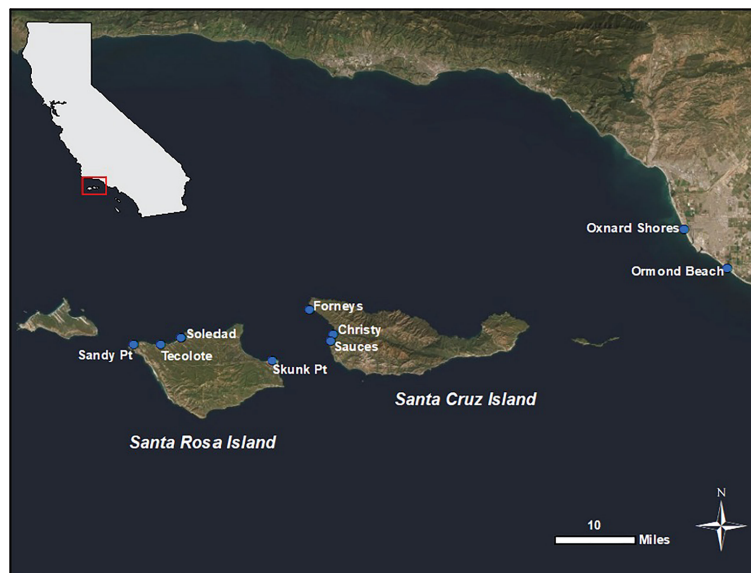 Oxnard Shores
Ormond Beach
Forneys
Christy
Sauces
Soledad
Sandy Pt
Tecolote
Skunk Pt
Santa Cruz Island
Santa Rosa Island
N
10
Miles